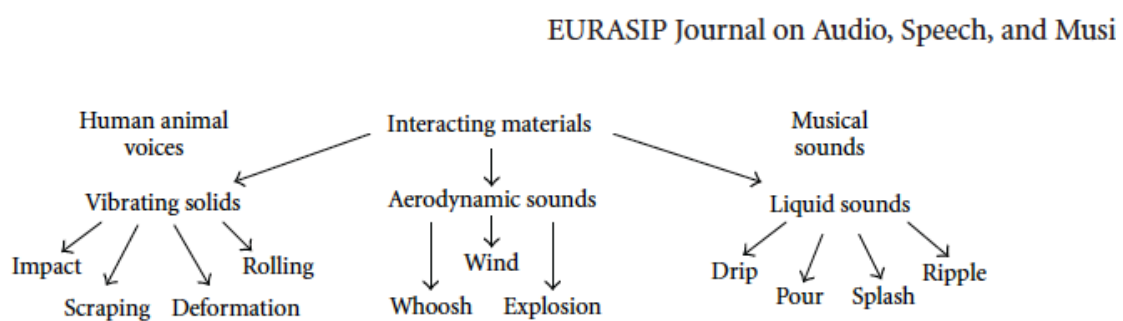 EURASIP Journal on Audio, Speech, and Musi
Human animal
voices
Interacting materials
Musical
sounds
Vibrating solids
Aerodynamic sounds
Liquid sounds
Impact
Scraping
Deformation
Rolling
Whoosh
Wind
Explosion
Drip
Pour
Splash
Ripple